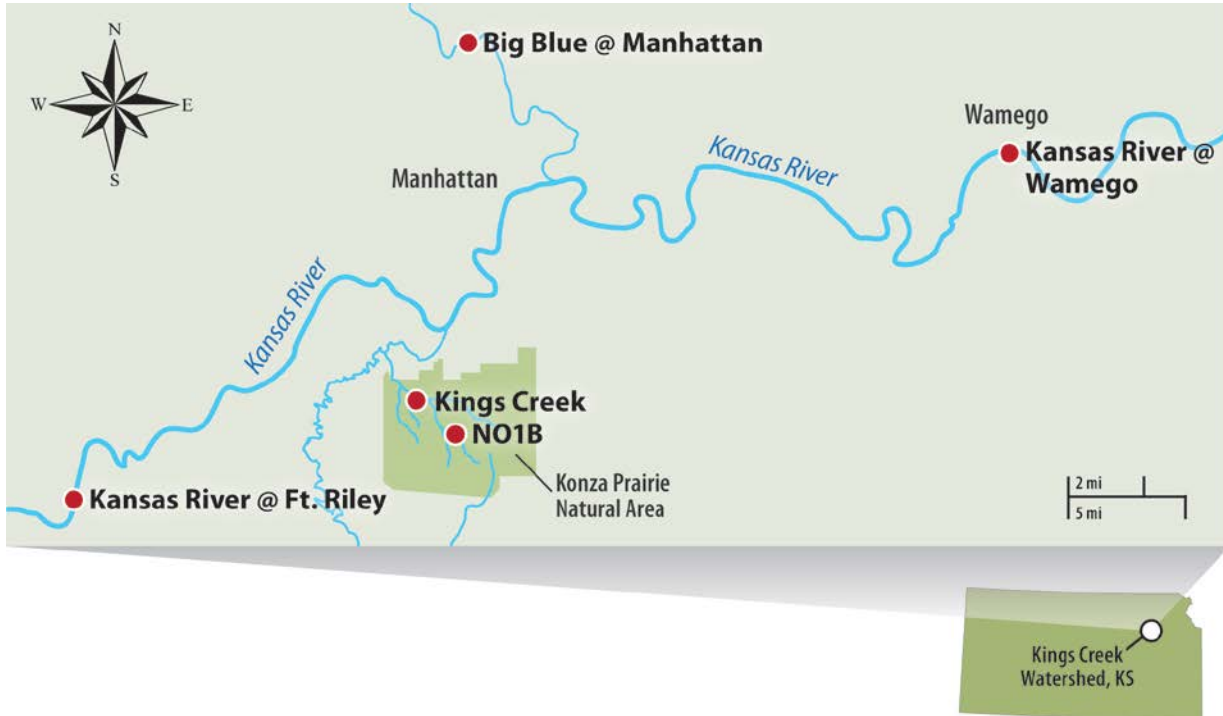 N
W
E
S
Big Blue @ Manhattan
Wamego
Kansas River @
Wamego
Kansas River
Manhattan
Kansas River
Kings Creek
NO1B
Konza Prairie
Natural Area
Kansas River @ Ft. Riley
2 mi
5 mi
Kings Creek
Watershed, KS